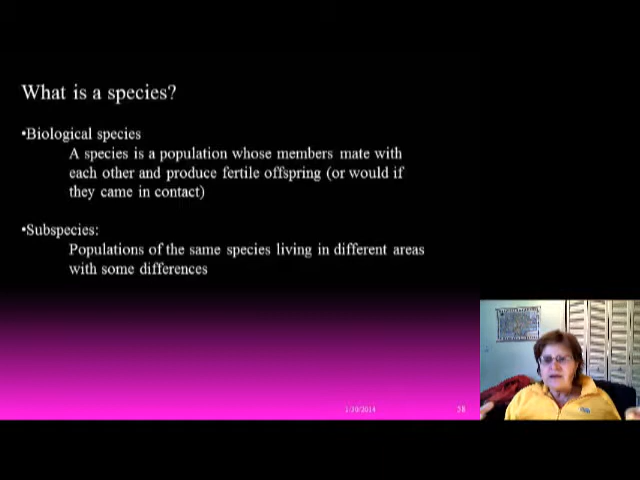 What is a species?
•Biological species
A species is a population whose members mate with
each other and produce fertile offspring (or would if
they came in contact)
•Subspecies:
Populations of the same species living in different areas
with some differences
1/30/2014
38